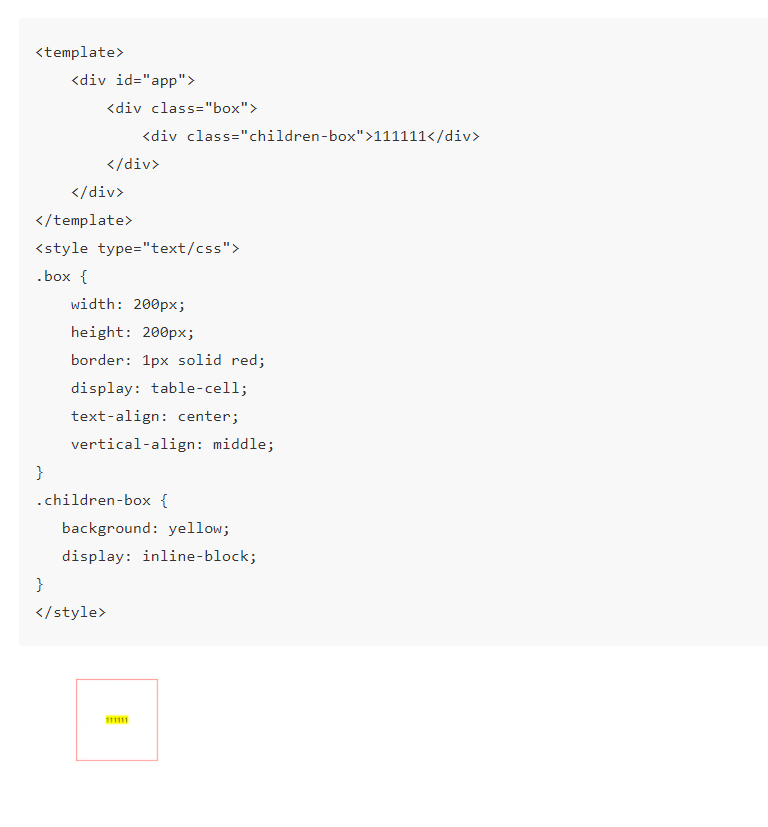 <template>
    <div id="app">
        <div class="box">
            <div class="children-box">111111</div>
        </div>
    </div>
</template>
<style type="text/css">
.box {
    width: 200px;
    height: 200px;
    border: 1px solid red;
    display: table-cell;
    text-align: center;
    vertical-align: middle;
}
.children-box {
   background: yellow;
   display: inline-block;
}
</style>
111111